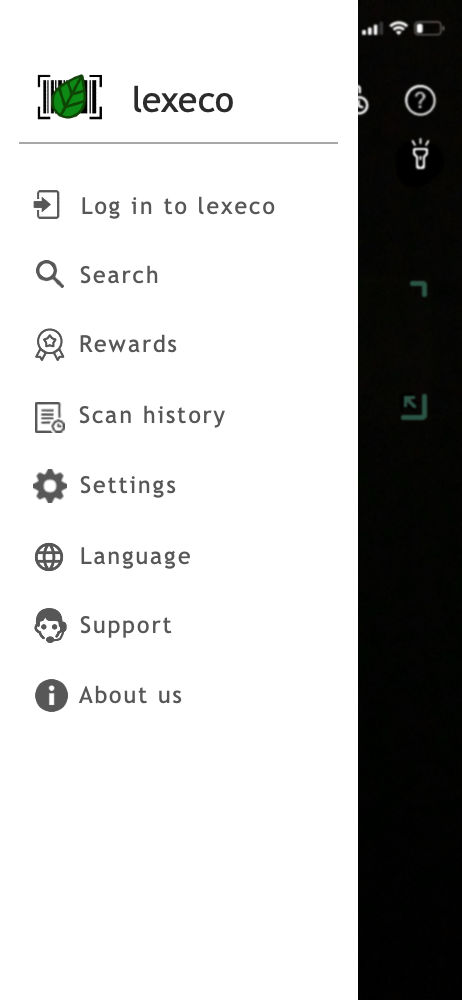 lexeco
Log in to lexeco
Search
Rewards
Scan history
Settings
Language
Support
About us